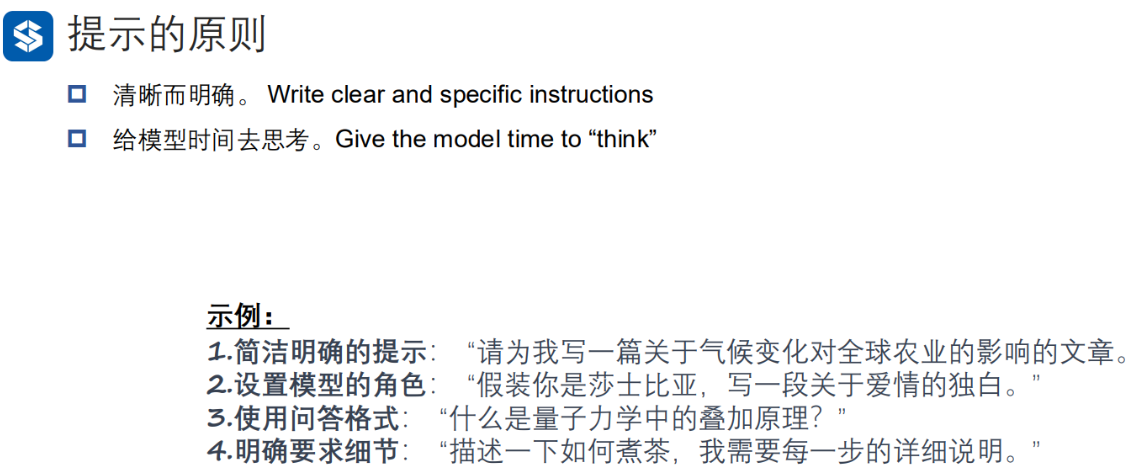 提示的原则
清晰而明确。 Write clear and specific instructions
给模型时间去思考。Give the model time to “think”
示例：
1.简洁明确的提示： “请为我写一篇关于气候变化对全球农业的影响的文章。
2.设置模型的角色： “假装你是莎士比亚，写一段关于爱情的独白。”
3.使用问答格式： “什么是量子力学中的叠加原理？”
4.明确要求细节： “描述一下如何煮茶，我需要每一步的详细说明。”